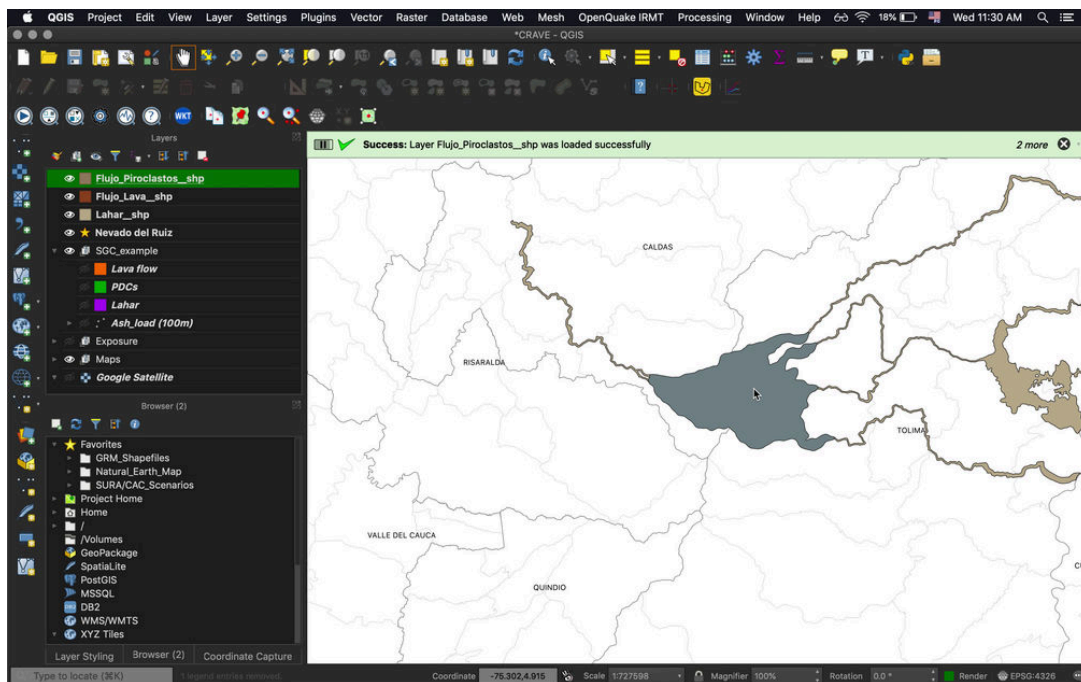 QGIS Project Edit View Layer Settings Plugins Vector Raster Database Web Mesh OpenQuake IRMT Processing Window Help 18% Wed 11:30 AM
*CRAVE - QGIS
WKT
Layers
Success: Layer Flujo_Piroclastos__shp was loaded successfully 2 more
Flujo_Piroclastos__shp
Flujo_Lava__shp
Lahar__shp
Nevado del Ruiz
SGC_example
Lava flow
PDCs
Lahar
Ash_load (100m)
Exposure
Maps
Google Satellite
CALDAS
RISARALDA
TOLIMA
VALLE DEL CAUCA
QUINDIO
Browser (2)
Favorites
GRM_Shapefiles
Natural_Earth_Map
SURA/CAC_Scenarios
Project Home
Home
/
/Volumes
GeoPackage
SpatiaLite
PostGIS
MSSQL
DB2
WMS/WMTS
XYZ Tiles
Layer Styling Browser (2) Coordinate Capture
Type to locate (⌘K) 1 legend entries removed. Coordinate -75.302,4.915 Scale 1:727598 Magnifier 100% Rotation 0.0 ° Render EPSG:4326